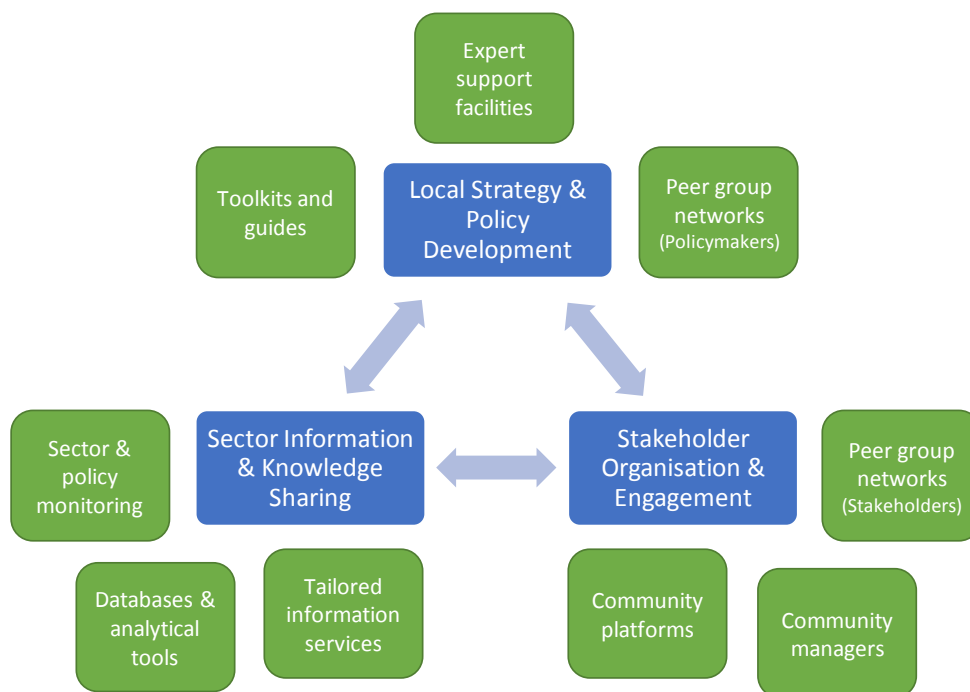 Expert
support
facilities
Toolkits and
guides
Local Strategy &
Policy
Development
Peer group
networks
(Policymakers)
Sector &
policy
monitoring
Sector Information
& Knowledge
Sharing
Stakeholder
Organisation &
Engagement
Peer group
networks
(Stakeholders)
Databases &
analytical
tools
Tailored
information
services
Community
platforms
Community
managers